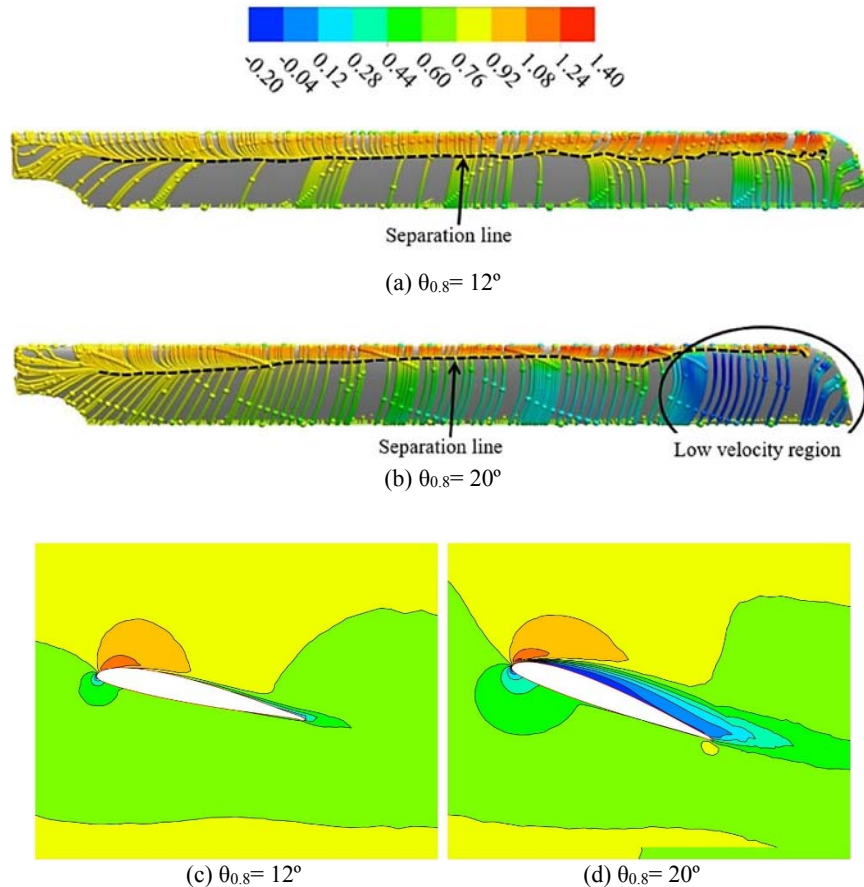 -0.20 -0.04 0.12 0.28 0.44 0.60 0.76 0.92 1.08 1.24 1.40
Separation line
(a) θ0.8= 12º
Separation line
Low velocity region
(b) θ0.8= 20º
(c) θ0.8= 12º
(d) θ0.8= 20º